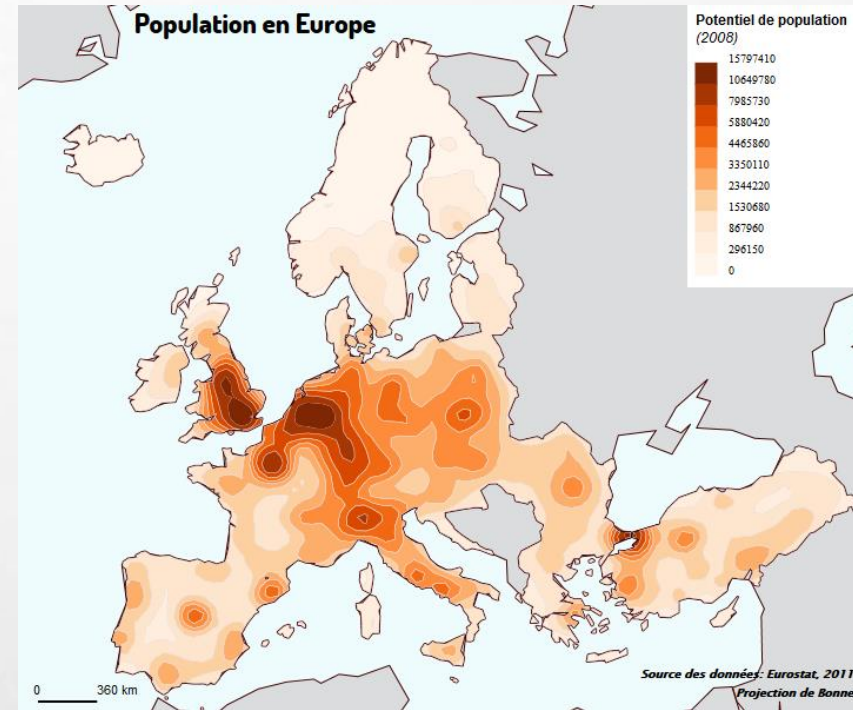 Population en Europe
Potentiel de population
(2008)
15797410
10649780
7985730
5880420
4465860
3350110
2344220
1530680
867960
296150
0
0 360 km
Source des données: Eurostat, 2011
Projection de Bonne